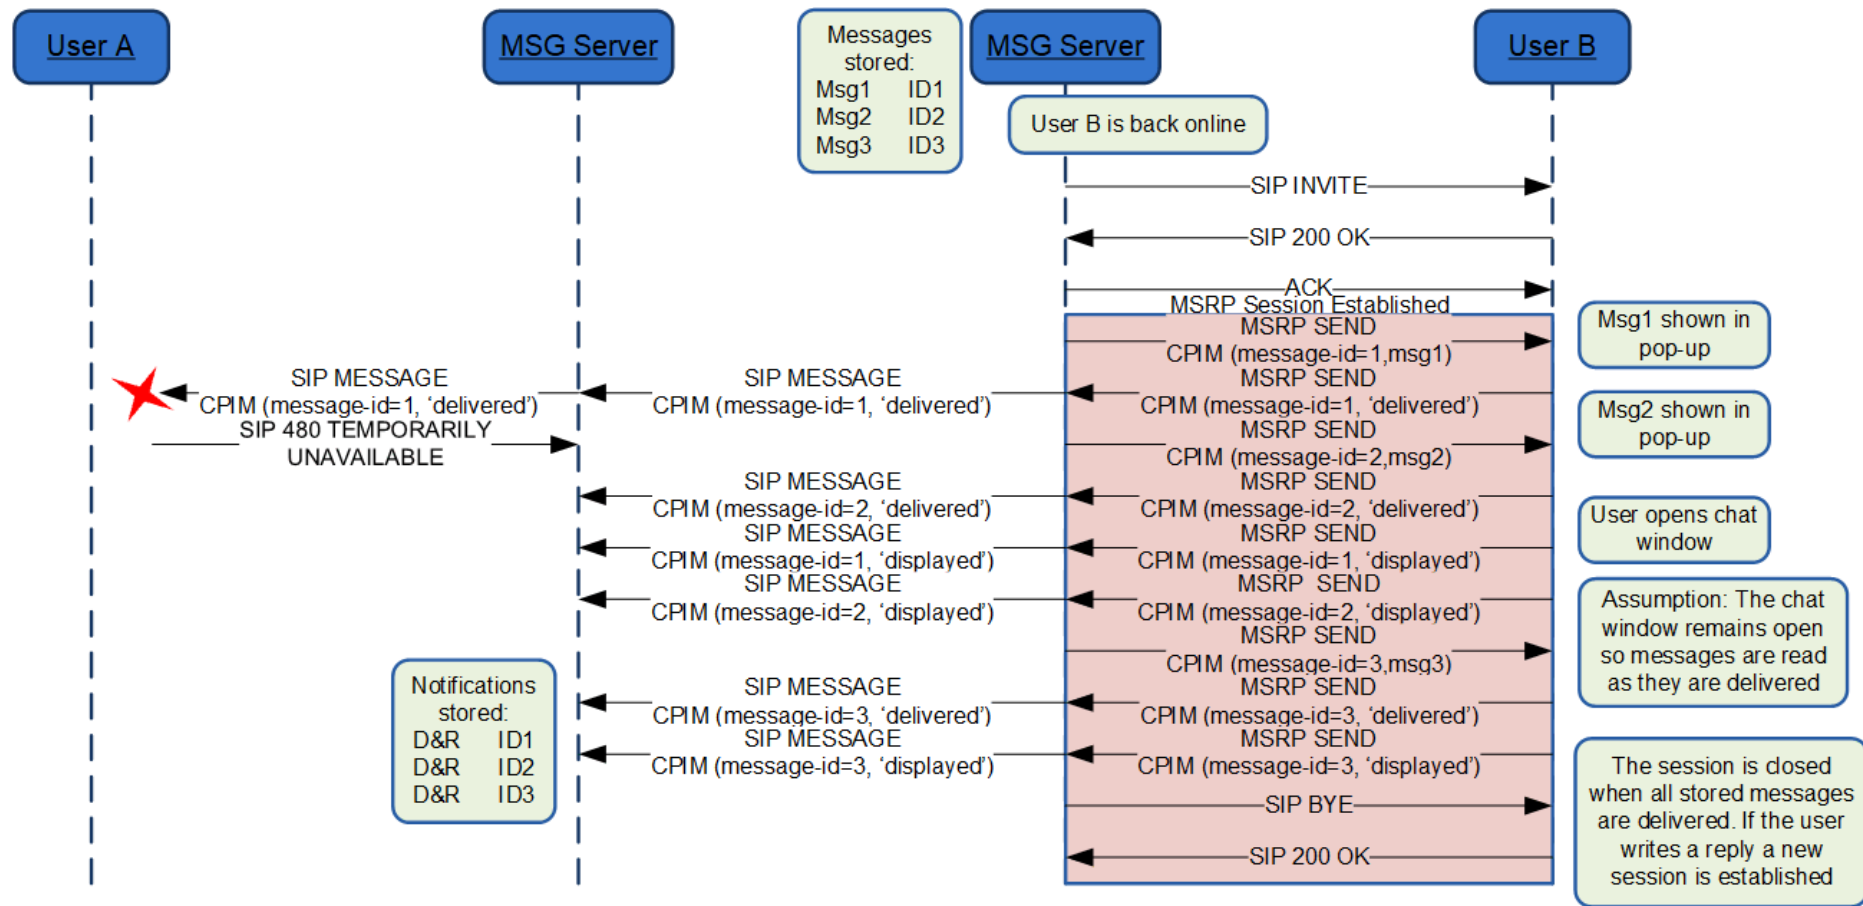 User A
MSG Server
Messages
stored:
Msg1 ID1
Msg2 ID2
Msg3 ID3
MSG Server
User B
User B is back online
SIP INVITE
SIP 200 OK
ACK
MSRP Session Established
MSRP SEND
CPIM (message-id=1,msg1)
Msg1 shown in
pop-up
SIP MESSAGE
CPIM (message-id=1, ‘delivered’)
SIP MESSAGE
CPIM (message-id=1, ‘delivered’)
MSRP SEND
CPIM (message-id=1, ‘delivered’)
SIP 480 TEMPORARILY
UNAVAILABLE
MSRP SEND
CPIM (message-id=2,msg2)
Msg2 shown in
pop-up
SIP MESSAGE
CPIM (message-id=2, ‘delivered’)
MSRP SEND
CPIM (message-id=2, ‘delivered’)
User opens chat
window
SIP MESSAGE
CPIM (message-id=1, ‘displayed’)
MSRP SEND
CPIM (message-id=1, ‘displayed’)
SIP MESSAGE
CPIM (message-id=2, ‘displayed’)
MSRP SEND
CPIM (message-id=2, ‘displayed’)
Assumption: The chat
window remains open
so messages are read
as they are delivered
MSRP SEND
CPIM (message-id=3,msg3)
Notifications
stored:
D&R ID1
D&R ID2
D&R ID3
SIP MESSAGE
CPIM (message-id=3, ‘delivered’)
MSRP SEND
CPIM (message-id=3, ‘delivered’)
SIP MESSAGE
CPIM (message-id=3, ‘displayed’)
MSRP SEND
CPIM (message-id=3, ‘displayed’)
SIP BYE
SIP 200 OK
The session is closed
when all stored messages
are delivered. If the user
writes a reply a new
session is established